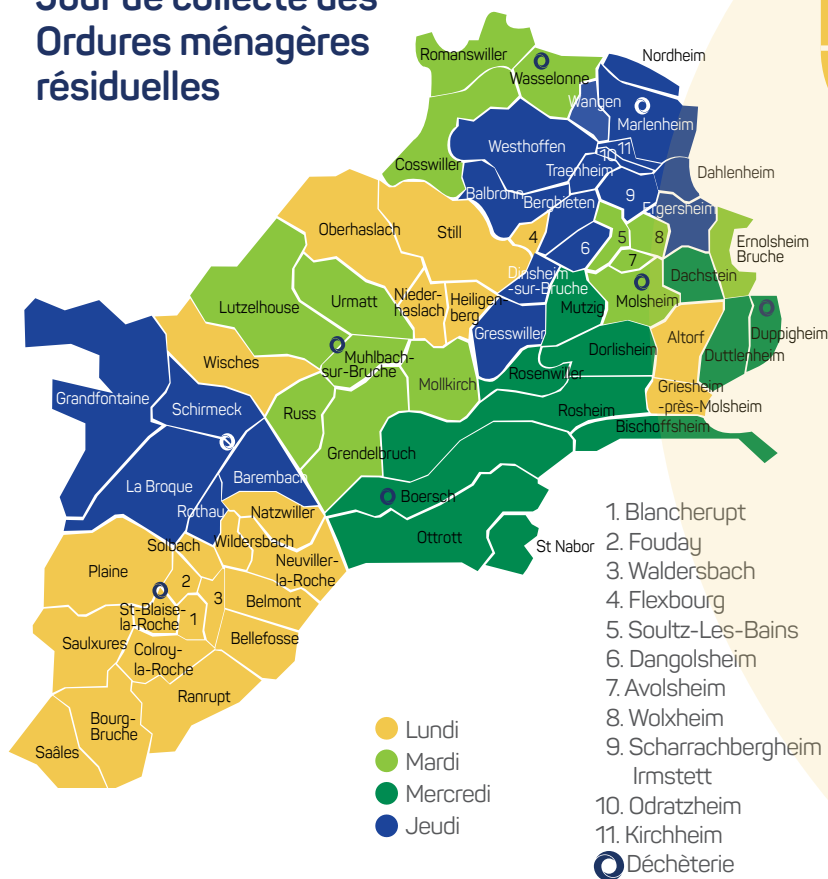 Jour de collecte des
Ordures ménagères
résiduelles
Romanswiller
Nordheim
Wasselonne
Wangen
Marlenheim
Westhoffen
10
11
Cosswiller
Traenheim
Dahlenheim
Balbronn
Bergbieten
9
Ergersheim
Oberhaslach
Still
4
5
8
6
7
Ernolsheim
Bruche
Dinsheim
-sur-Bruche
Dachstein
Lutzelhouse
Urmatt
Nieder-
haslach
Heiligen-
berg
Mutzig
Molsheim
Gresswiller
Altorf
Duppigheim
Wisches
Muhlbach-
sur-Bruche
Dorlisheim
Duttlenheim
Mollkirch
Rosenwiller
Griesheim
-près-Molsheim
Grandfontaine
Schirmeck
Russ
Rosheim
Bischoffsheim
Grendelbruch
La Broque
Barembach
Boersch
Rothau
Natzwiller
Ottrott
St Nabor
Solbach
Wildersbach
Neuviller-
la-Roche
Plaine
2
3
Belmont
St-Blaise-
la-Roche
1
Saulxures
Colroy-
la-Roche
Bellefosse
Ranrupt
Bourg-
Bruche
Saâles
Lundi
Mardi
Mercredi
Jeudi
1. Blancherupt
2. Fouday
3. Waldersbach
4. Flexbourg
5. Soultz-Les-Bains
6. Dangolsheim
7. Avolsheim
8. Wolxheim
9. Scharrachbergheim
Irmstett
10. Odratzheim
11. Kirchheim
Déchèterie